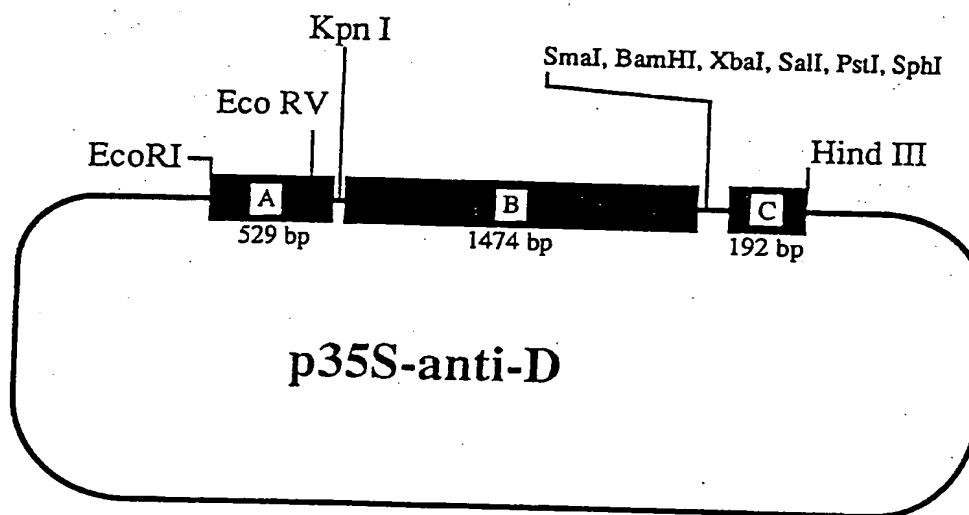 Kpn I
SmaI, BamHI, XbaI, SalI, PstI, SphI
Eco RV
EcoRI
Hind III
A
B
C
529 bp
1474 bp
192 bp
p35S-anti-D